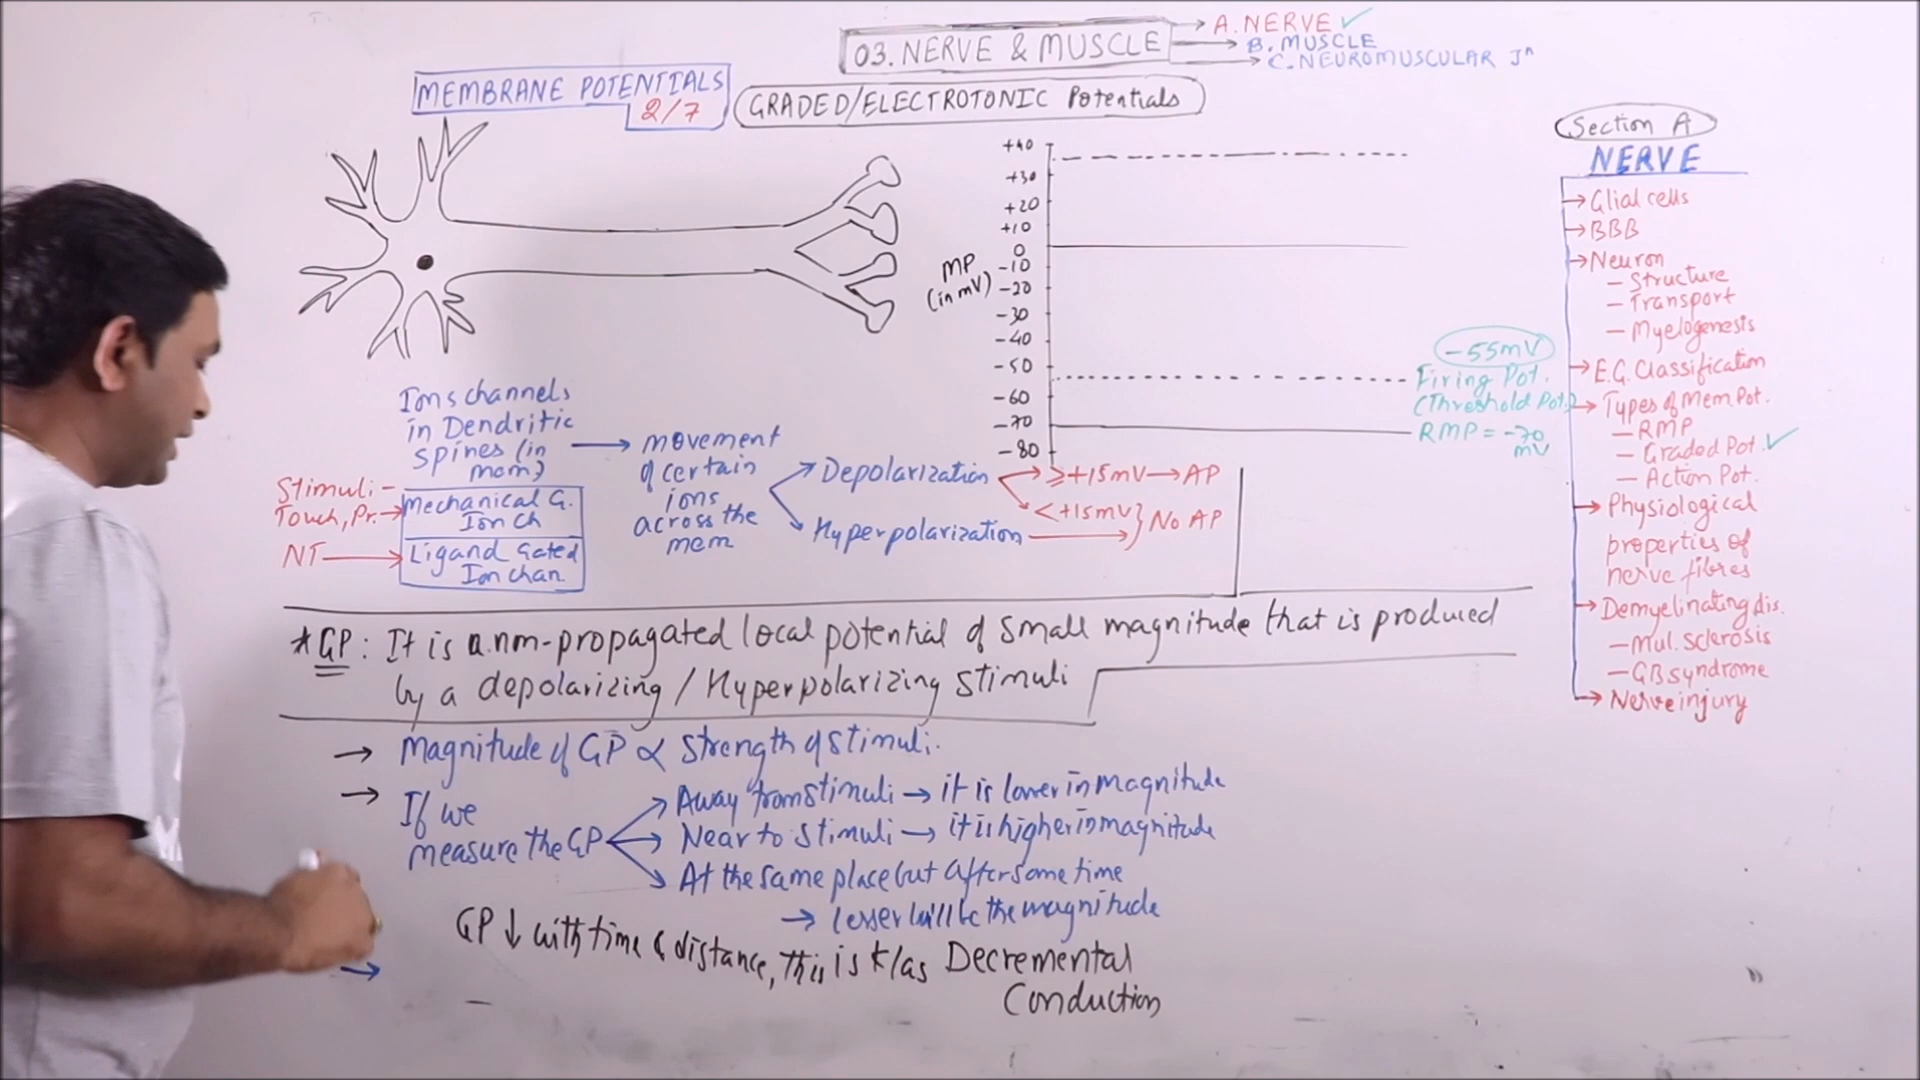 03. NERVE & MUSCLE
A. NERVE ✓
B. MUSCLE
C. NEUROMUSCULAR Jⁿ
MEMBRANE POTENTIALS
2/7
GRADED/ELECTROTONIC Potentials
+40
+30
+20
+10
0
-10
-20
-30
-40
-50
-60
-70
-80
MP
(in mV)
-55mV
Firing Pot.
(Threshold Pot.)
RMP = -70
mV
Ions channels
in Dendritic
spines (in
mem)
Stimuli -
Touch, Pr. →
Mechanical G.
Ion Ch
NT →
Ligand Gated
Ion chan
→ movement
of certain
ions
across the
mem
Depolarization
≥+15mV → AP
<+15mV} No AP
Hyperpolarization →
* GP : It is a non-propagated local potential of small magnitude that is produced
by a depolarizing / Hyperpolarizing stimuli
→ Magnitude of GP ∝ Strength of stimuli.
→ If we
measure the GP
Away from stimuli → it is lower in magnitude
Near to stimuli → it is higher in magnitude
At the same place but after some time
→ lesser will be the magnitude
GP ↓ with time & distance, This is k/as Decremental
Conduction
→
Section A
NERVE
→ Glial cells
→ BBB
→ Neuron
- Structure
- Transport
- Myelogenesis
→ E.G. Classification
→ Types of Mem Pot.
- RMP
- Graded Pot. ✓
- Action Pot.
→ Physiological
properties of
nerve fibres
→ Demyelinating dis.
- Mul. Sclerosis
- GB syndrome
→ Nerve injury